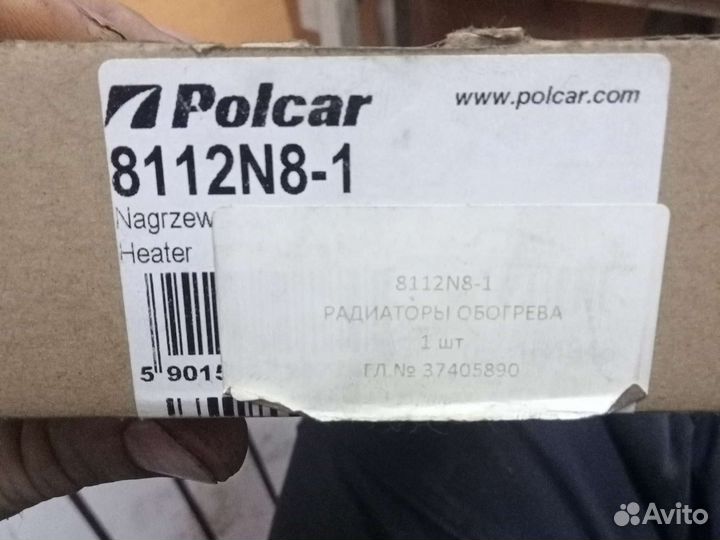 Polcar
www.polcar.com
8112N8-1
Nagrzew
Heater
8112N8-1
РАДИАТОРЫ ОБОГРЕВА
1 шт
ГЛ.№ 37405890
5 9015
Avito